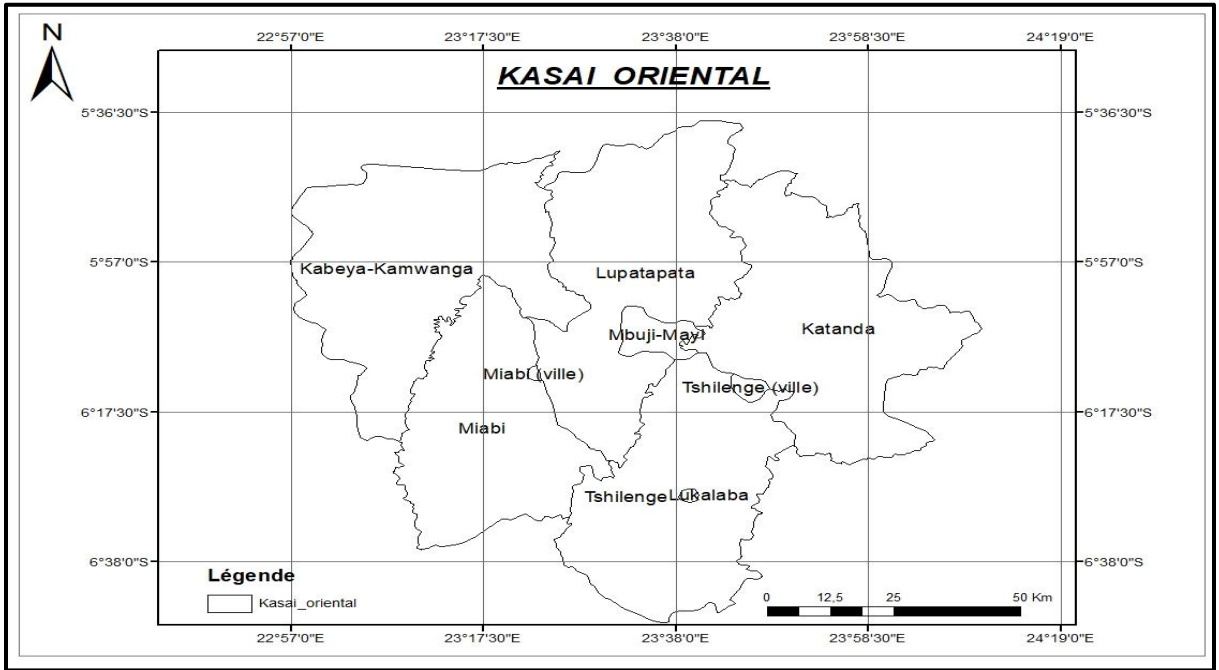 N
22°57'0"E 23°17'30"E 23°38'0"E 23°58'30"E 24°19'0"E
KASAI ORIENTAL
5°36'30"S 5°36'30"S
5°57'0"S 5°57'0"S
Kabeya-Kamwanga
Lupatapata
Katanda
Mbuji-Mayi
Miabi (ville)
Tshilenge (ville)
6°17'30"S 6°17'30"S
Miabi
Tshilenge Lukalaba
6°38'0"S 6°38'0"S
Légende
Kasai_oriental
0 12,5 25 50 Km
22°57'0"E 23°17'30"E 23°38'0"E 23°58'30"E 24°19'0"E